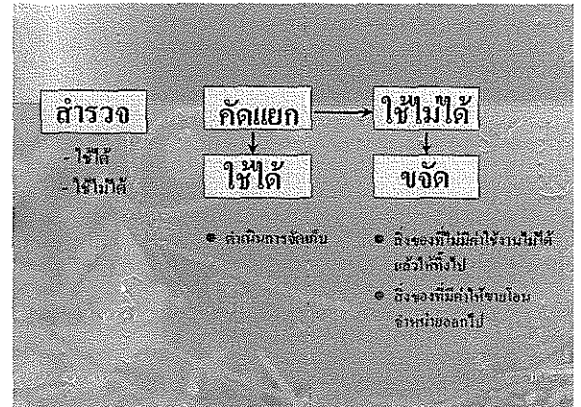 สำรวจ
- ใช้ได้
- ใช้ไม่ได้
คัดแยก
ใช้ไม่ได้
ใช้ได้
ขจัด
● ดำเนินการจัดเก็บ
● สิ่งของที่ไม่มีค่าใช้งานไม่ได้
แล้วให้ทิ้งไป
● สิ่งของที่มีค่าให้ขายโอน
จำหน่ายออกไป